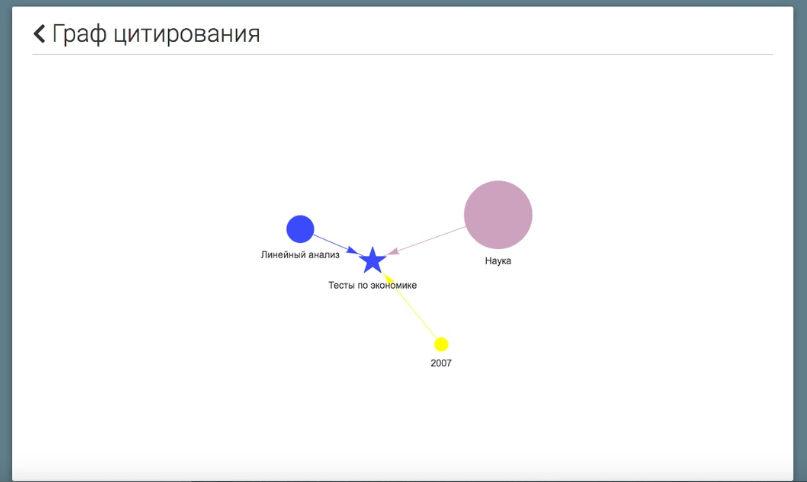 Граф цитирования
Линейный анализ
Наука
Тесты по экономике
2007